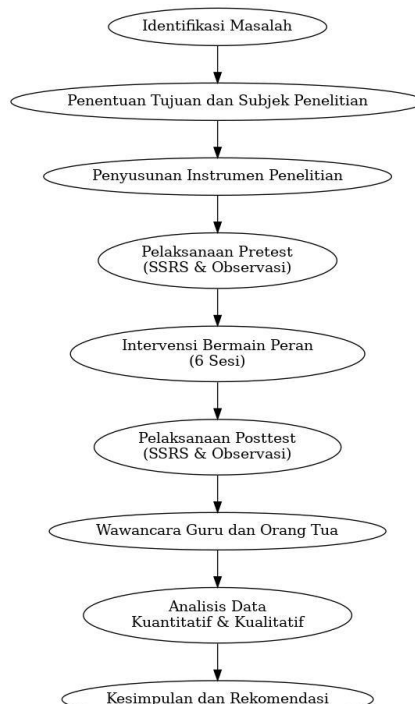 Identifikasi Masalah
Penentuan Tujuan dan Subjek Penelitian
Penyusunan Instrumen Penelitian
Pelaksanaan Pretest
(SSRS & Observasi)
Intervensi Bermain Peran
(6 Sesi)
Pelaksanaan Posttest
(SSRS & Observasi)
Wawancara Guru dan Orang Tua
Analisis Data
Kuantitatif & Kualitatif
Kesimpulan dan Rekomendasi